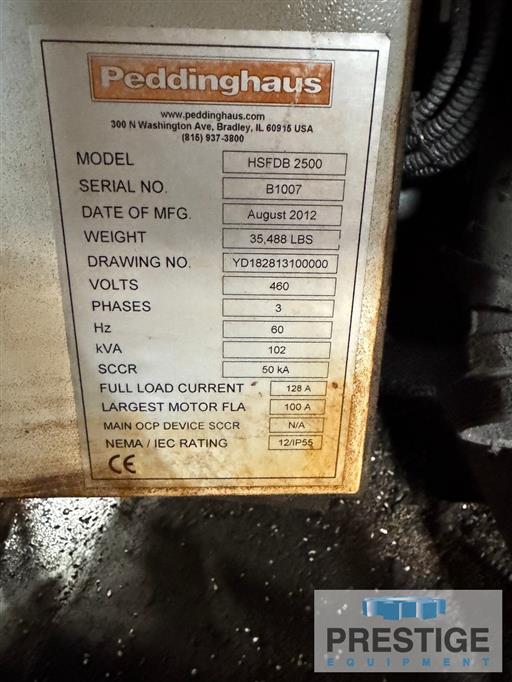 Peddinghaus
www.peddinghaus.com
300 N Washington Ave, Bradley, IL 60915 USA
(815) 937-3800
MODEL HSFDB 2500
SERIAL NO. B1007
DATE OF MFG. August 2012
WEIGHT 35,488 LBS
DRAWING NO. YD182813100000
VOLTS 460
PHASES 3
Hz 60
kVA 102
SCCR 50 kA
FULL LOAD CURRENT 128 A
LARGEST MOTOR FLA 100 A
MAIN OCP DEVICE SCCR N/A
NEMA / IEC RATING 12/IP55
CE
PRESTIGE
EQUIPMENT